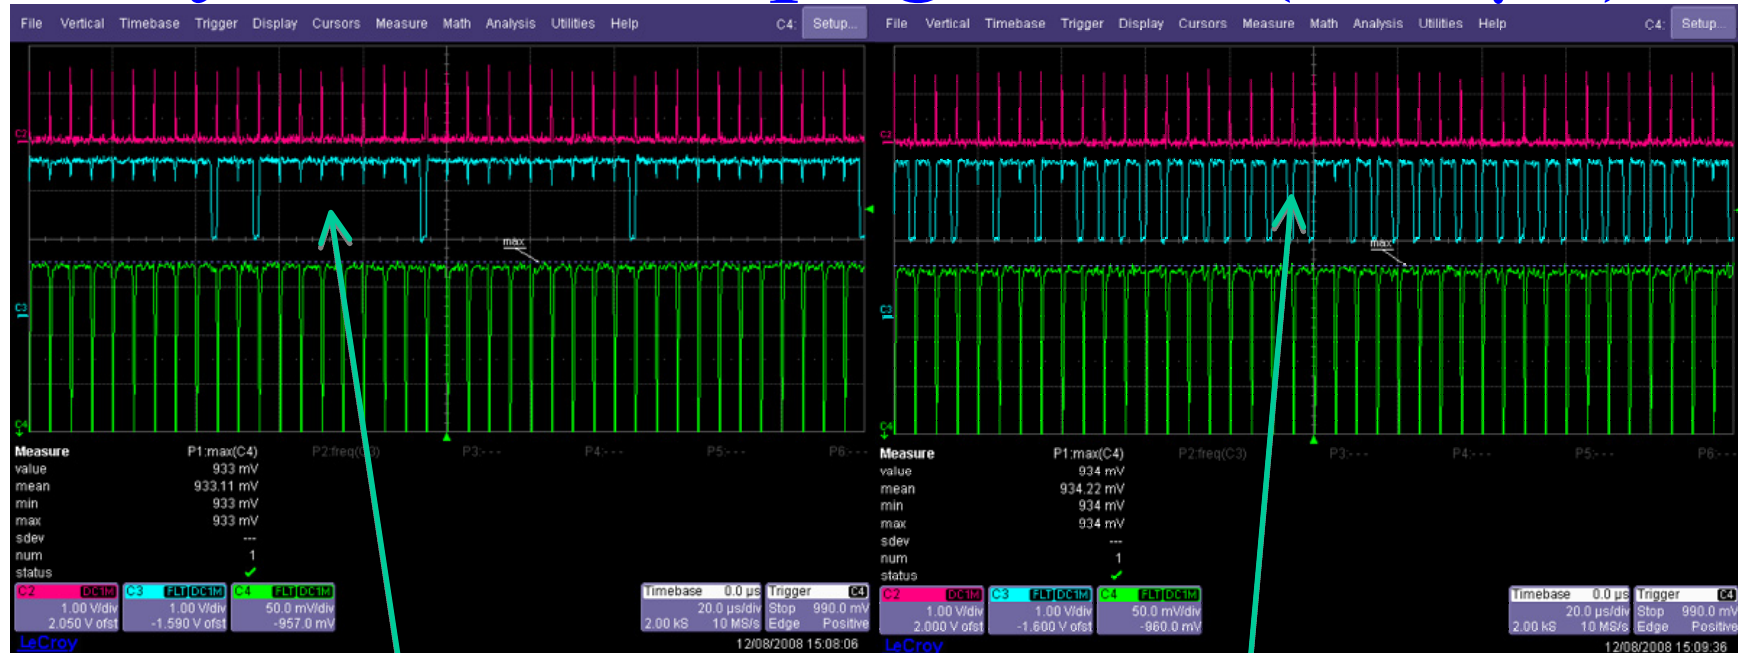 File Vertical Timebase Trigger Display Cursors Measure Math Analysis Utilities Help C4: Setup...
C2
max
C3
C4
Measure P1:max(C4) P2:freq(C3) P3:--- P4:--- P5:--- P6:---
value 933 mV
mean 933.11 mV
min 933 mV
max 933 mV
sdev ---
num 1
status
C2 DC1M C3 FLT DC1M C4 FLT DC1M Timebase 0.0 µs Trigger C4
1.00 V/div 1.00 V/div 50.0 mV/div 20.0 µs/div Stop 990.0 mV
2.050 V ofst -1.590 V ofst -957.0 mV 2.00 kS 10 MS/s Edge Positive
LeCroy 12/08/2008 15:08:06
File Vertical Timebase Trigger Display Cursors Measure Math Analysis Utilities Help C4: Setup...
C2
max
C3
C4
Measure P1:max(C4) P2:freq(C3) P3:--- P4:--- P5:--- P6:---
value 934 mV
mean 934.22 mV
min 934 mV
max 934 mV
sdev ---
num 1
status
C2 DC1M C3 FLT DC1M C4 FLT DC1M Timebase 0.0 µs Trigger C4
1.00 V/div 1.00 V/div 50.0 mV/div 20.0 µs/div Stop 990.0 mV
2.000 V ofst -1.600 V ofst -960.0 mV 2.00 kS 10 MS/s Edge Positive
LeCroy 12/08/2008 15:09:36